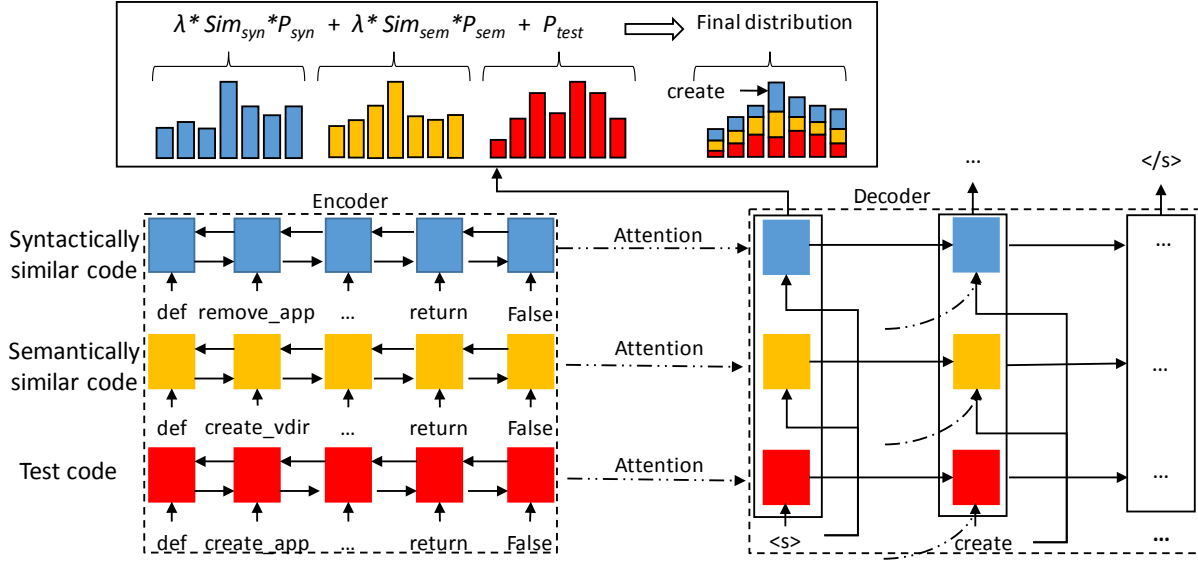 λ* Sim_syn*P_syn + λ* Sim_sem*P_sem + P_test Final distribution
create
... </s>
Encoder Decoder
Syntactically
similar code
Attention
...
def remove_app ... return False
Semantically
similar code
Attention
...
def create_vdir ... return False
Test code
Attention
...
def create_app ... return False
<s> create ...